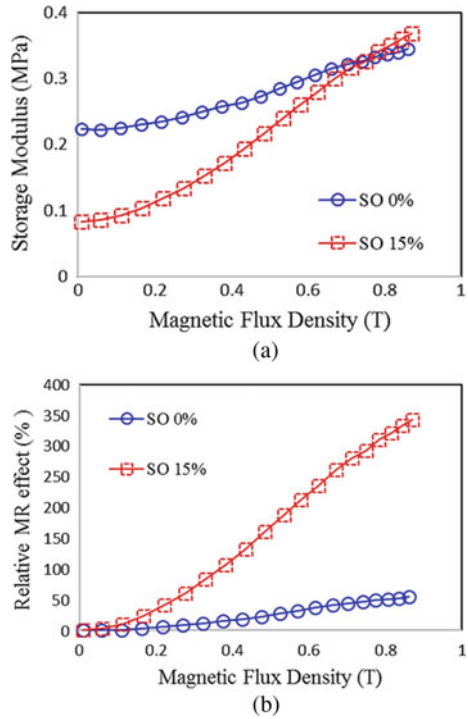 0.4
0.3
0.2
0.1
0
Storage Modulus (MPa)
SO 0%
SO 15%
0 0.2 0.4 0.6 0.8 1
Magnetic Flux Density (T)
(a)
400
350
300
250
200
150
100
50
0
Relative MR effect (% )
SO 0%
SO 15%
0 0.2 0.4 0.6 0.8 1
Magnetic Flux Density (T)
(b)